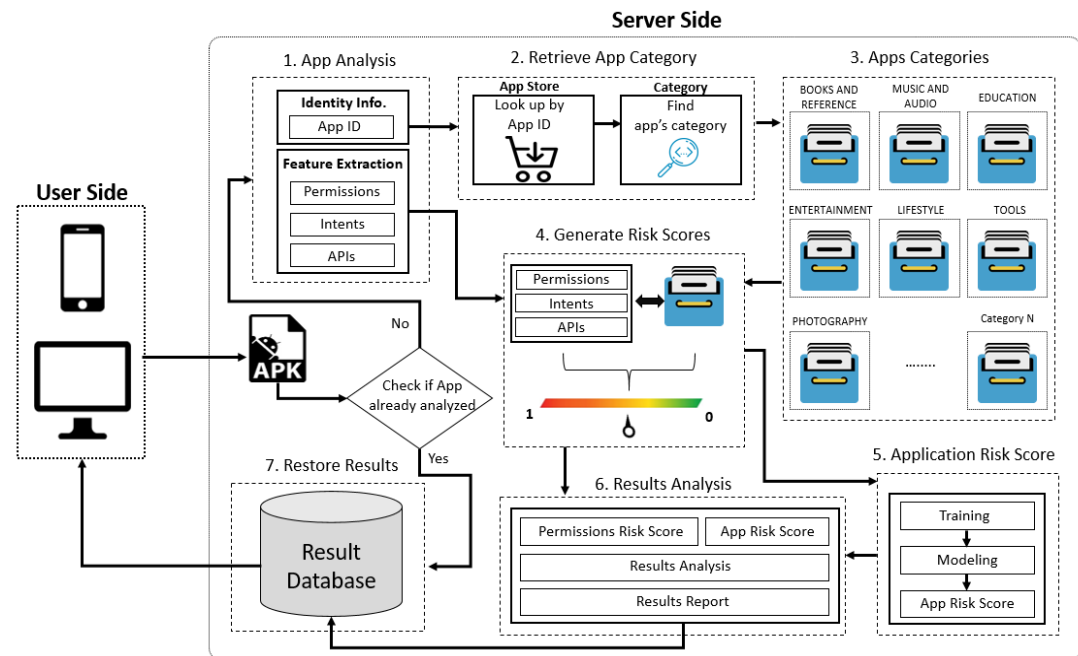 Server Side
1. App Analysis
Identity Info.
App ID
Feature Extraction
Permissions
Intents
APIs
2. Retrieve App Category
App Store
Look up by
App ID
Category
Find
app's category
<·>
3. Apps Categories
BOOKS AND
REFERENCE
MUSIC AND
AUDIO
EDUCATION
ENTERTAINMENT
LIFESTYLE
TOOLS
PHOTOGRAPHY
........
Category N
User Side
APK
No
Check if App
already analyzed
Yes
4. Generate Risk Scores
Permissions
Intents
APIs
1
0
5. Application Risk Score
Training
Modeling
App Risk Score
6. Results Analysis
Permissions Risk Score
App Risk Score
Results Analysis
Results Report
7. Restore Results
Result
Database